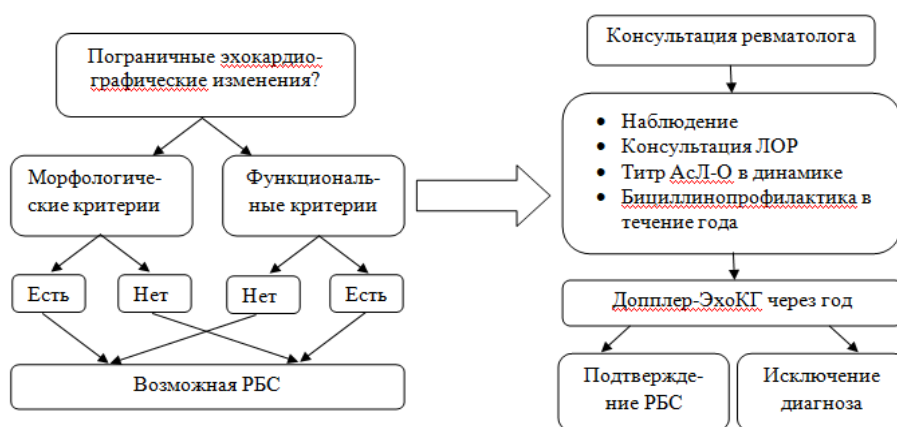 Пограничные эхокардио-
графические изменения?
Морфологиче-
ские критерии
Функциональ-
ные критерии
Есть
Нет
Нет
Есть
Возможная РБС
Консультация ревматолога
• Наблюдение
• Консультация ЛОР
• Титр АсЛ-О в динамике
• Бициллинопрофилактика в
течение года
Допплер-ЭхоКГ через год
Подтвержде-
ние РБС
Исключение
диагноза